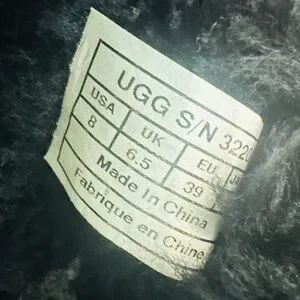 UGG S/N 322
USA UK EU
8 6.5 39
Made In China
Fabrique en Chine